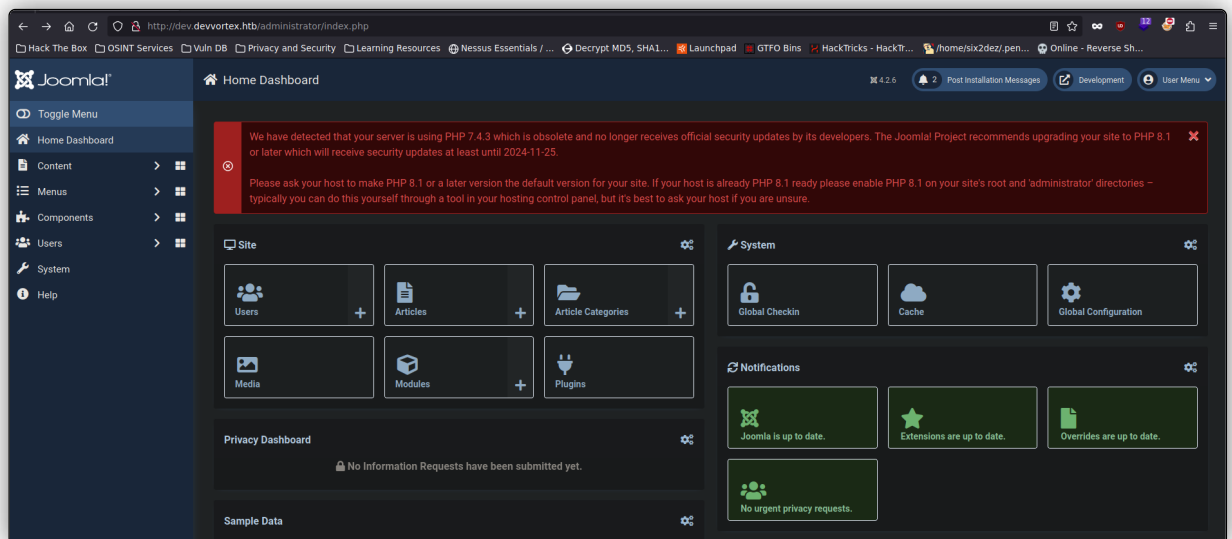 http://dev.devvortex.htb/administrator/index.php
12
Hack The Box OSINT Services Vuln DB Privacy and Security Learning Resources Nessus Essentials / ... Decrypt MD5, SHA1... Launchpad GTFO Bins HackTricks - HackTr... /home/six2dez/.pen... Online - Reverse Sh...
Joomla!
Home Dashboard
4.2.6
2 Post Installation Messages
Development
User Menu
Toggle Menu
Home Dashboard
Content
Menus
Components
Users
System
Help
We have detected that your server is using PHP 7.4.3 which is obsolete and no longer receives official security updates by its developers. The Joomla! Project recommends upgrading your site to PHP 8.1
or later which will receive security updates at least until 2024-11-25.
Please ask your host to make PHP 8.1 or a later version the default version for your site. If your host is already PHP 8.1 ready please enable PHP 8.1 on your site's root and 'administrator' directories –
typically you can do this yourself through a tool in your hosting control panel, but it's best to ask your host if you are unsure.
Site
Users
Articles
Article Categories
Media
Modules
Plugins
Privacy Dashboard
No Information Requests have been submitted yet.
Sample Data
System
Global Checkin
Cache
Global Configuration
Notifications
Joomla is up to date.
Extensions are up to date.
Overrides are up to date.
No urgent privacy requests.